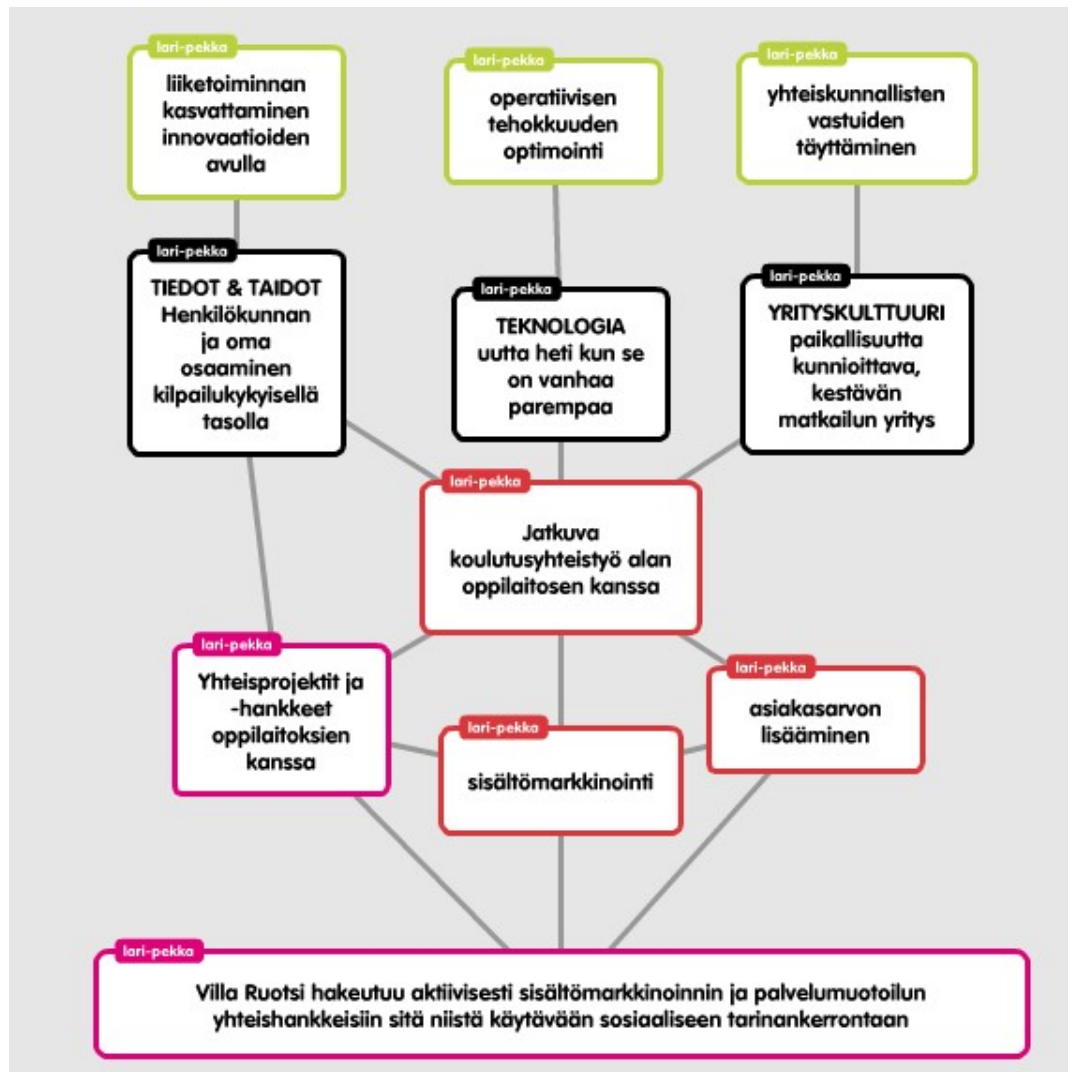 lari-pekka
liiketoiminnan
kasvattaminen
innovaatioiden
avulla
lari-pekka
operatiivisen
tehokkuuden
optimointi
lari-pekka
yhteiskunnallisten
vastuiden
täyttäminen
lari-pekka
TIEDOT & TAIDOT
Henkilökunnan
ja oma
osaaminen
kilpailukykyisellä
tasolla
lari-pekka
TEKNOLOGIA
uutta heti kun se
on vanhaa
parempaa
lari-pekka
YRITYSKULTTUURI
paikallisuutta
kunnioittava,
kestävän
matkailun yritys
lari-pekka
Jatkuva
koulutusyhteistyö alan
oppilaitosen kanssa
lari-pekka
Yhteisprojektit ja
-hankkeet
oppilaitoksien
kanssa
lari-pekka
sisältömarkkinointi
lari-pekka
asiakasarvon
lisääminen
lari-pekka
Villa Ruotsi hakeutuu aktiivisesti sisältömarkkinoinnin ja palvelumuotoilun
yhteishankkeisiin sitä niistä käytävään sosiaaliseen tarinankerrontaan